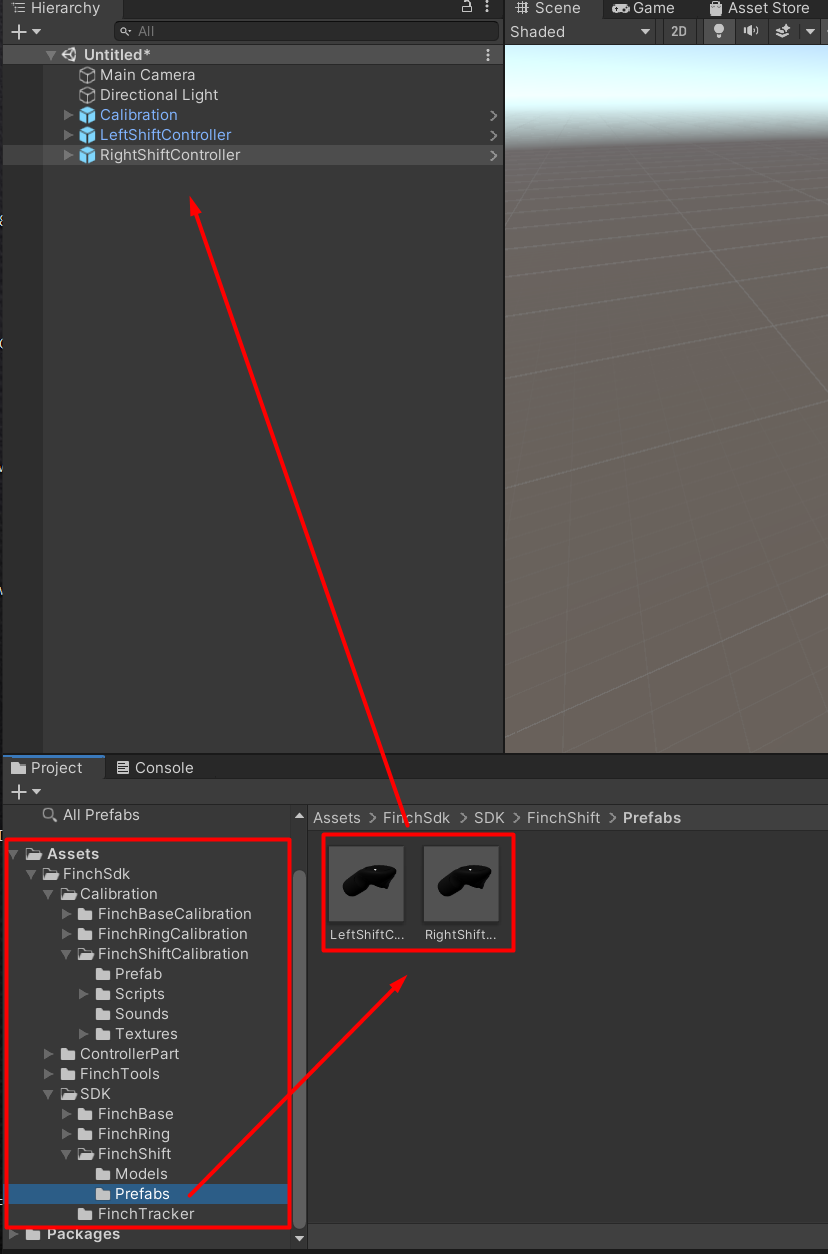 Hierarchy
All
Untitled*
Main Camera
Directional Light
Calibration
LeftShiftController
RightShiftController
Scene
Game
Asset Store
Shaded
2D
Project
Console
All Prefabs
Assets
FinchSdk
Calibration
FinchBaseCalibration
FinchRingCalibration
FinchShiftCalibration
Prefab
Scripts
Sounds
Textures
ControllerPart
FinchTools
SDK
FinchBase
FinchRing
FinchShift
Models
Prefabs
FinchTracker
Packages
Assets > FinchSdk > SDK > FinchShift > Prefabs
LeftShiftC...
RightShift...